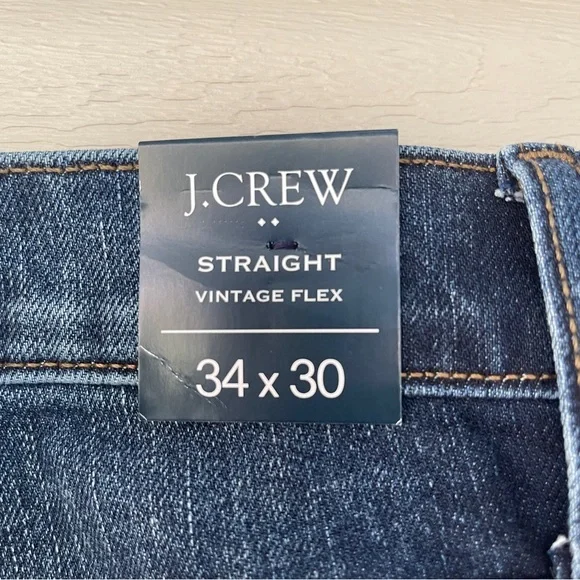 J.CREW
STRAIGHT
VINTAGE FLEX
34 x 30